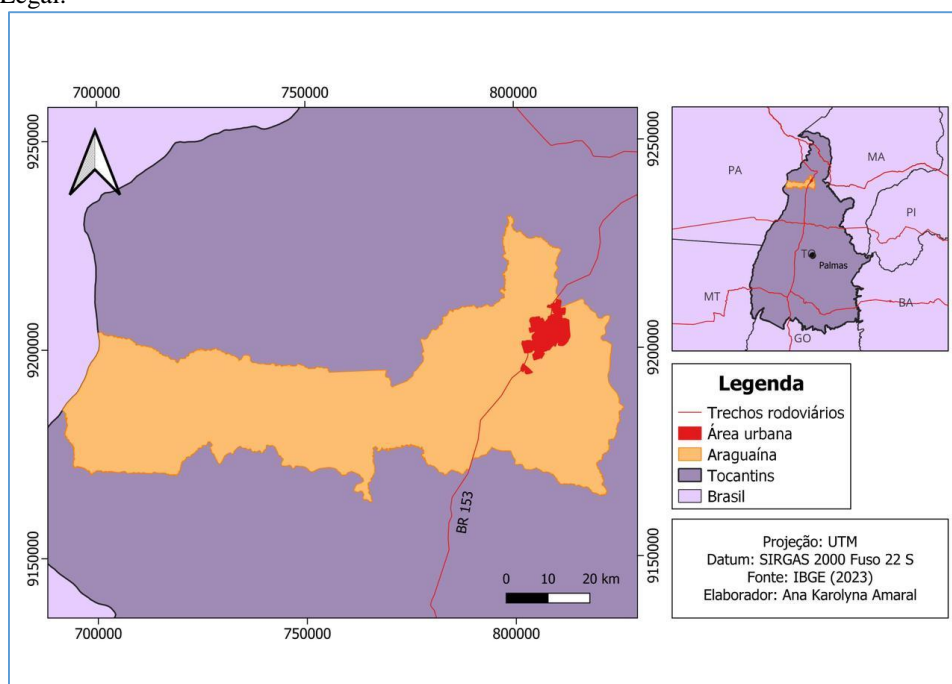 Legal.
700000
750000
800000
9250000
9200000
9150000
9250000
9200000
9150000
BR 153
0 10 20 km
700000
750000
800000
PA
MA
PI
TO
Palmas
MT
BA
GO
Legenda
Trechos rodoviários
Área urbana
Araguaína
Tocantins
Brasil
Projeção: UTM
Datum: SIRGAS 2000 Fuso 22 S
Fonte: IBGE (2023)
Elaborador: Ana Karolyna Amaral